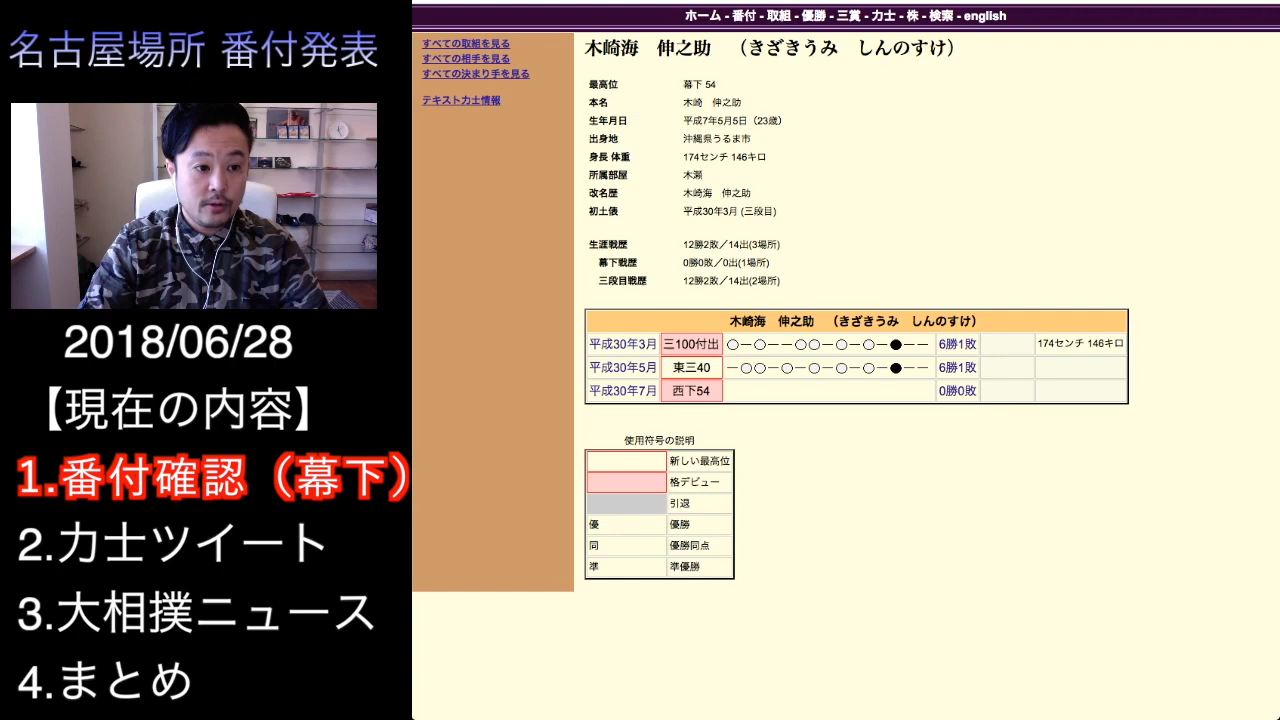 名古屋場所 番付発表
2018/06/28
【現在の内容】
1.番付確認（幕下）
2.力士ツイート
3.大相撲ニュース
4.まとめ
ホーム - 番付 - 取組 - 優勝 - 三賞 - 力士 - 株 - 検索 - english
すべての取組を見る
すべての相手を見る
すべての決まり手を見る
テキスト力士情報
木崎海　伸之助　（きざきうみ　しんのすけ）
最高位 幕下 54
本名 木崎　伸之助
生年月日 平成7年5月5日（23歳）
出身地 沖縄県うるま市
身長 体重 174センチ 146キロ
所属部屋 木瀬
改名歴 木崎海　伸之助
初土俵 平成30年3月 (三段目)
生涯戦歴 12勝2敗／14出(3場所)
幕下戦歴 0勝0敗／0出(1場所)
三段目戦歴 12勝2敗／14出(2場所)
木崎海　伸之助　（きざきうみ　しんのすけ）
平成30年3月 三100付出 ○－○－－○○－○－○－●－－ 6勝1敗 174センチ 146キロ
平成30年5月 東三40 －○○－○－○－○－○－●－－ 6勝1敗
平成30年7月 西下54 0勝0敗
使用符号の説明
新しい最高位
格デビュー
引退
優 優勝
同 優勝同点
準 準優勝